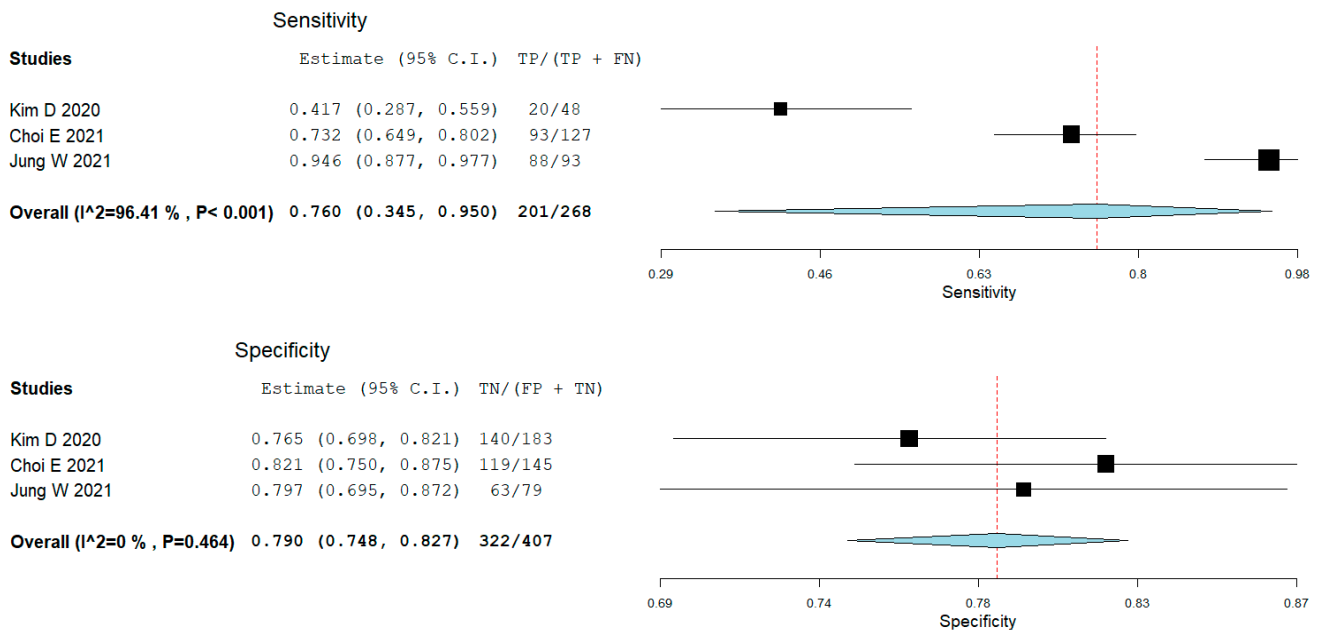 Sensitivity
Studies Estimate (95% C.I.) TP/(TP + FN)
Kim D 2020 0.417 (0.287, 0.559) 20/48
Choi E 2021 0.732 (0.649, 0.802) 93/127
Jung W 2021 0.946 (0.877, 0.977) 88/93
Overall (I^2=96.41 % , P< 0.001) 0.760 (0.345, 0.950) 201/268
0.29 0.46 0.63 0.8 0.98
Sensitivity
Specificity
Studies Estimate (95% C.I.) TN/(FP + TN)
Kim D 2020 0.765 (0.698, 0.821) 140/183
Choi E 2021 0.821 (0.750, 0.875) 119/145
Jung W 2021 0.797 (0.695, 0.872) 63/79
Overall (I^2=0 % , P=0.464) 0.790 (0.748, 0.827) 322/407
0.69 0.74 0.78 0.83 0.87
Specificity